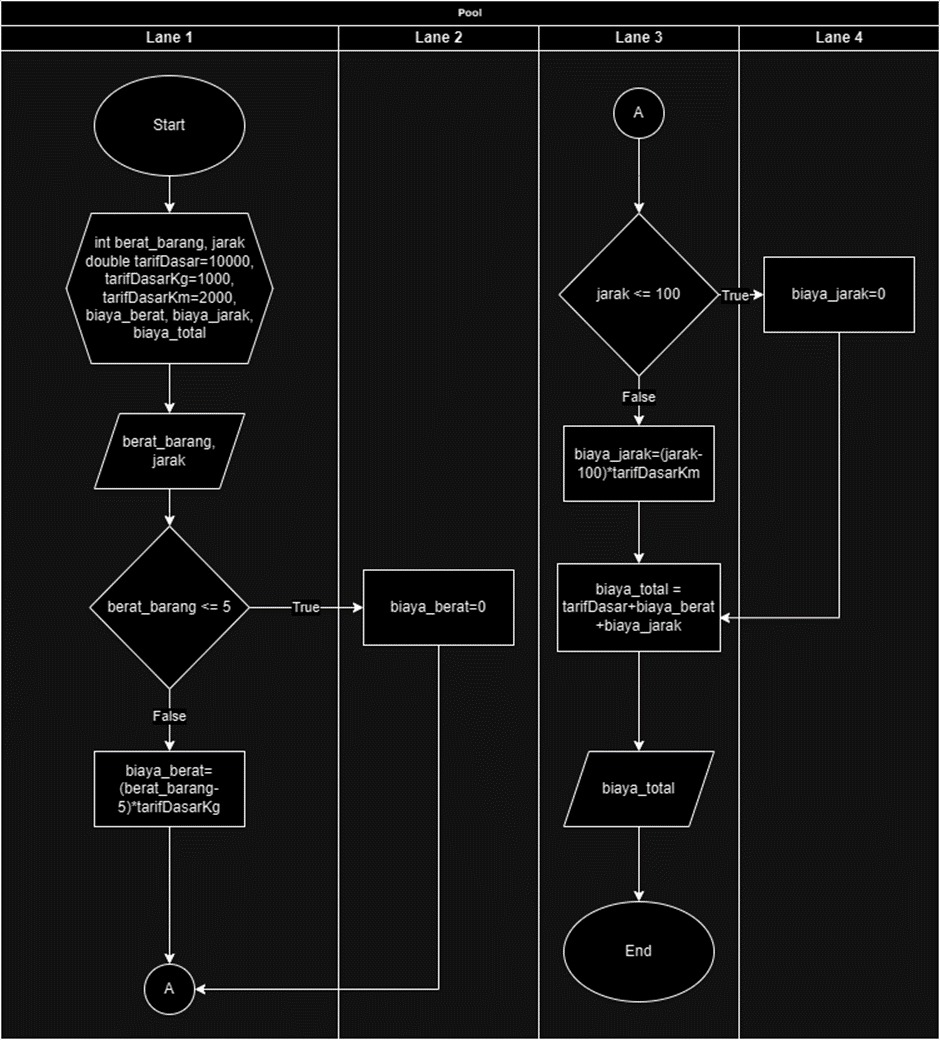 Pool
Lane 1
Lane 2
Lane 3
Lane 4
Start
int berat_barang, jarak
double tarifDasar=10000,
tarifDasarKg=1000,
tarifDasarKm=2000,
biaya_berat, biaya_jarak,
biaya_total
berat_barang,
jarak
berat_barang <= 5
True
biaya_berat=0
False
biaya_berat=
(berat_barang-
5)*tarifDasarKg
A
A
jarak <= 100
True
biaya_jarak=0
False
biaya_jarak=(jarak-
100)*tarifDasarKm
biaya_total =
tarifDasar+biaya_berat
+biaya_jarak
biaya_total
End